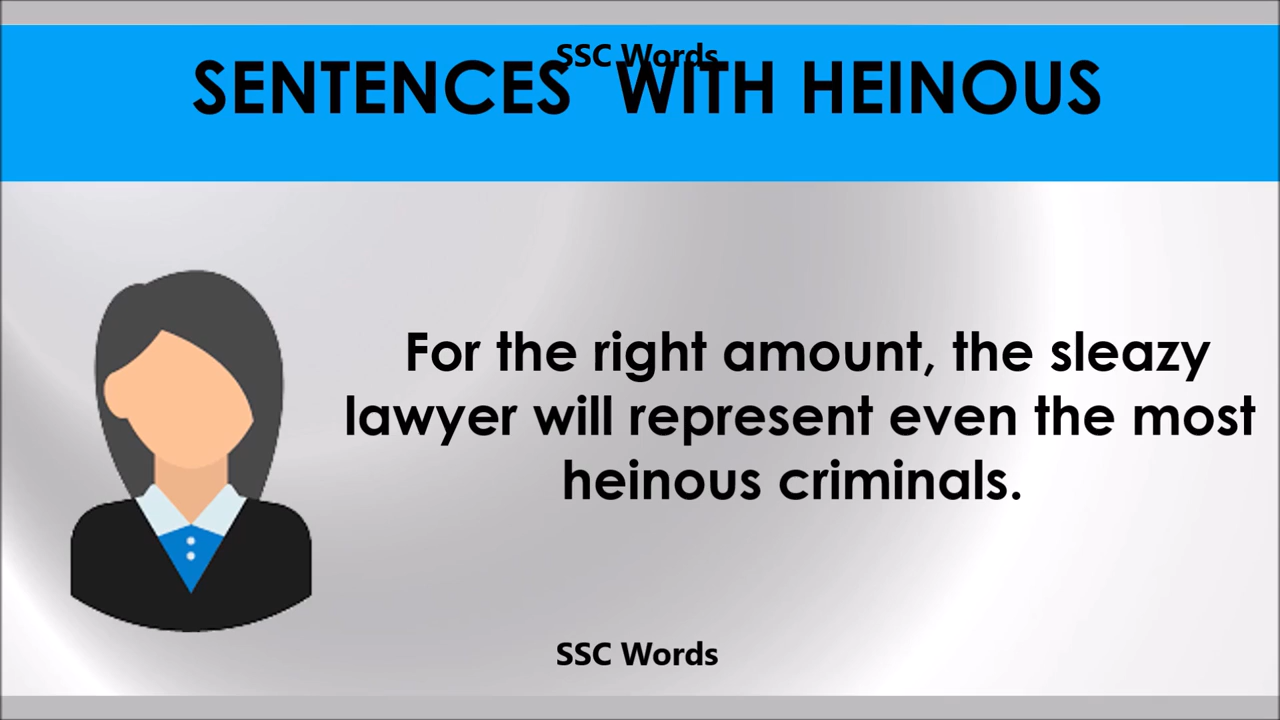 SSC Words
SENTENCES WITH HEINOUS
For the right amount, the sleazy
lawyer will represent even the most
heinous criminals.
SSC Words